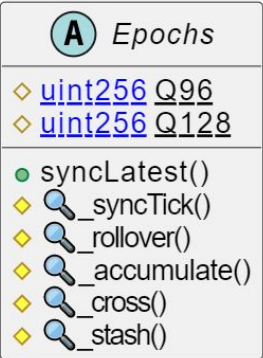 A Epochs
uint256 Q96
uint256 Q128
syncLatest()
_syncTick()
_rollover()
_accumulate()
_cross()
_stash()